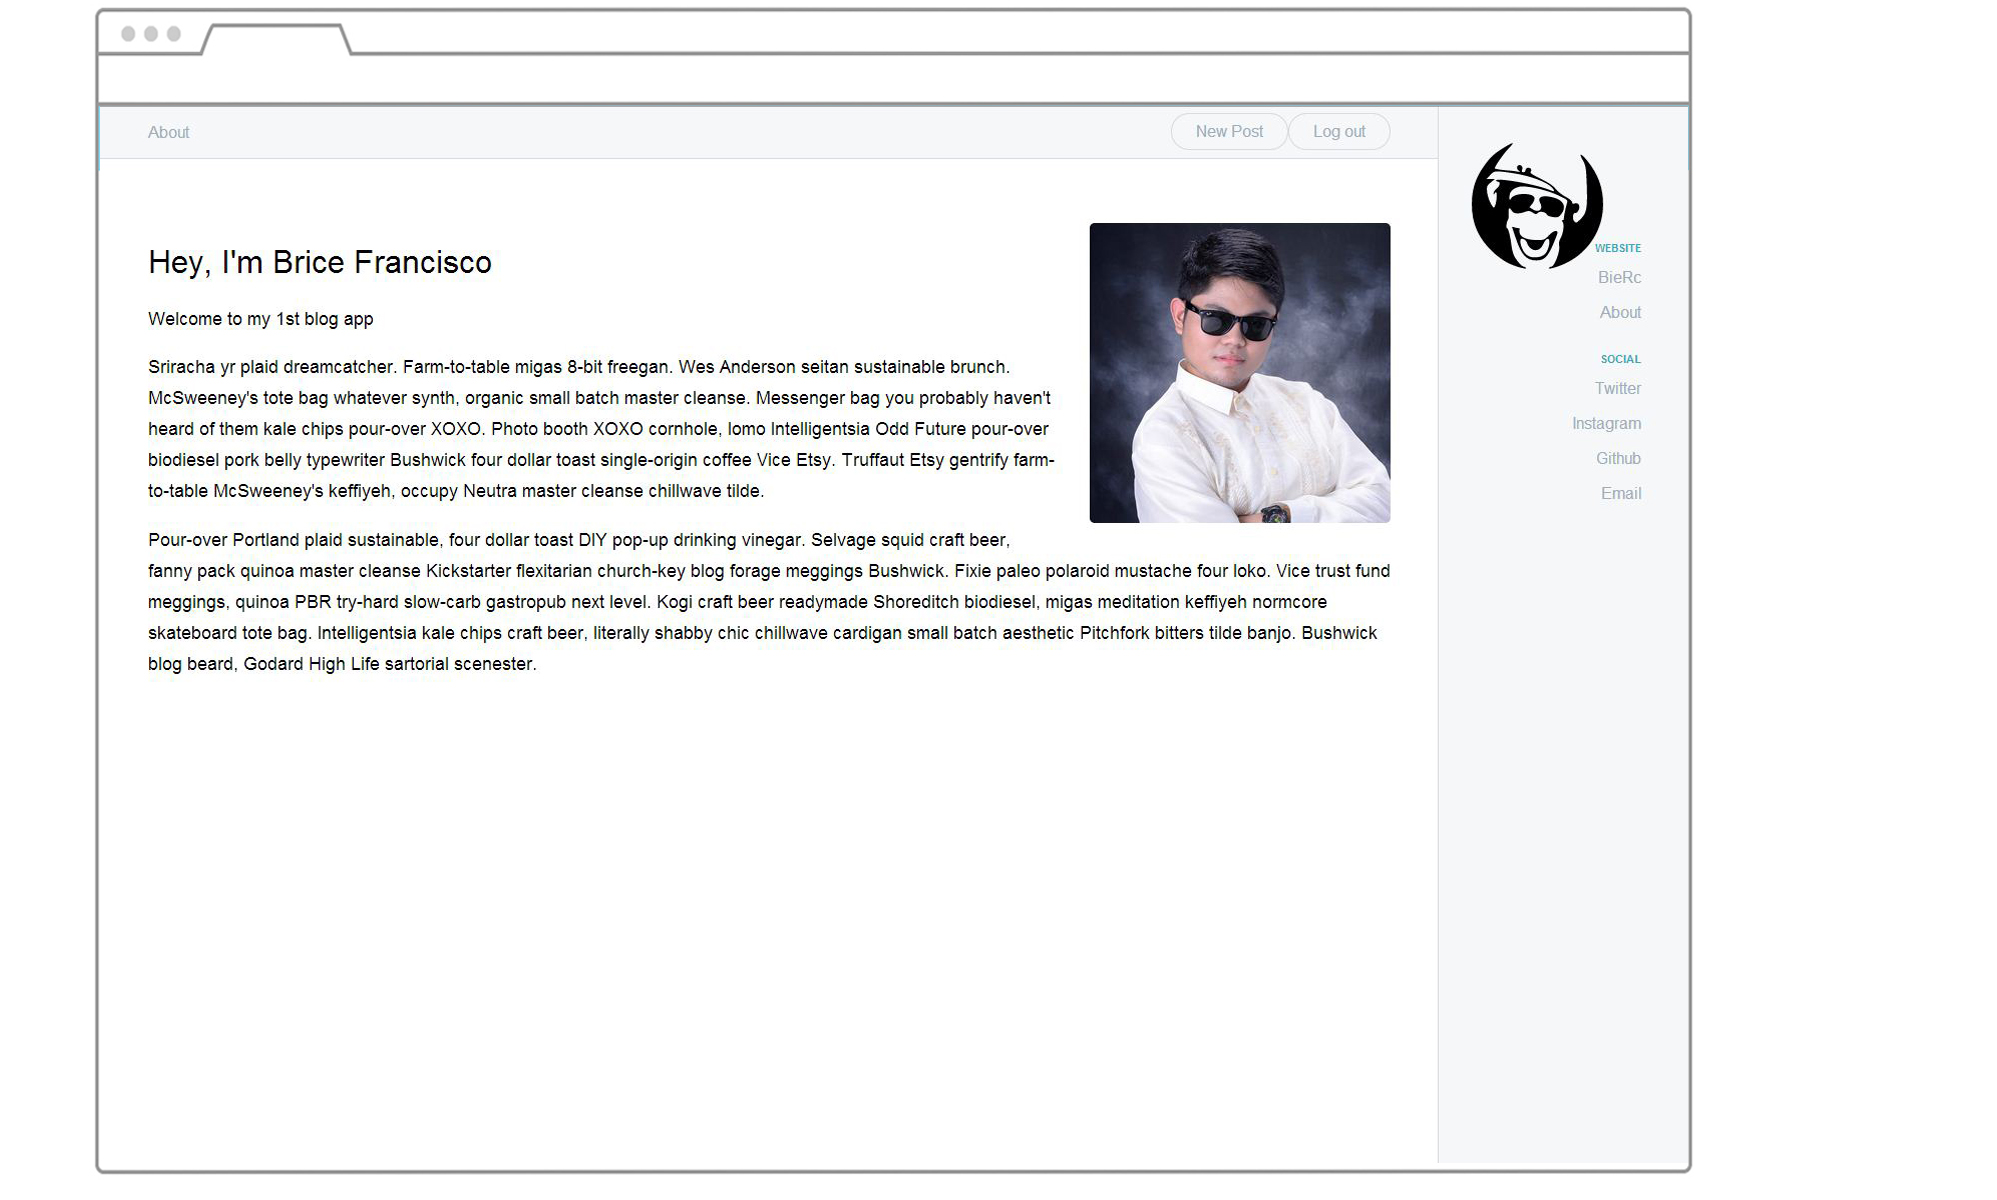 About
New Post
Log out
Hey, I'm Brice Francisco
Welcome to my 1st blog app
Sriracha yr plaid dreamcatcher. Farm-to-table migas 8-bit freegan. Wes Anderson seitan sustainable brunch.
McSweeney's tote bag whatever synth, organic small batch master cleanse. Messenger bag you probably haven't
heard of them kale chips pour-over XOXO. Photo booth XOXO cornhole, lomo Intelligentsia Odd Future pour-over
biodiesel pork belly typewriter Bushwick four dollar toast single-origin coffee Vice Etsy. Truffaut Etsy gentrify farm-
to-table McSweeney's keffiyeh, occupy Neutra master cleanse chillwave tilde.
Pour-over Portland plaid sustainable, four dollar toast DIY pop-up drinking vinegar. Selvage squid craft beer,
fanny pack quinoa master cleanse Kickstarter flexitarian church-key blog forage meggings Bushwick. Fixie paleo polaroid mustache four loko. Vice trust fund
meggings, quinoa PBR try-hard slow-carb gastropub next level. Kogi craft beer readymade Shoreditch biodiesel, migas meditation keffiyeh normcore
skateboard tote bag. Intelligentsia kale chips craft beer, literally shabby chic chillwave cardigan small batch aesthetic Pitchfork bitters tilde banjo. Bushwick
blog beard, Godard High Life sartorial scenester.
WEBSITE
BieRc
About
SOCIAL
Twitter
Instagram
Github
Email